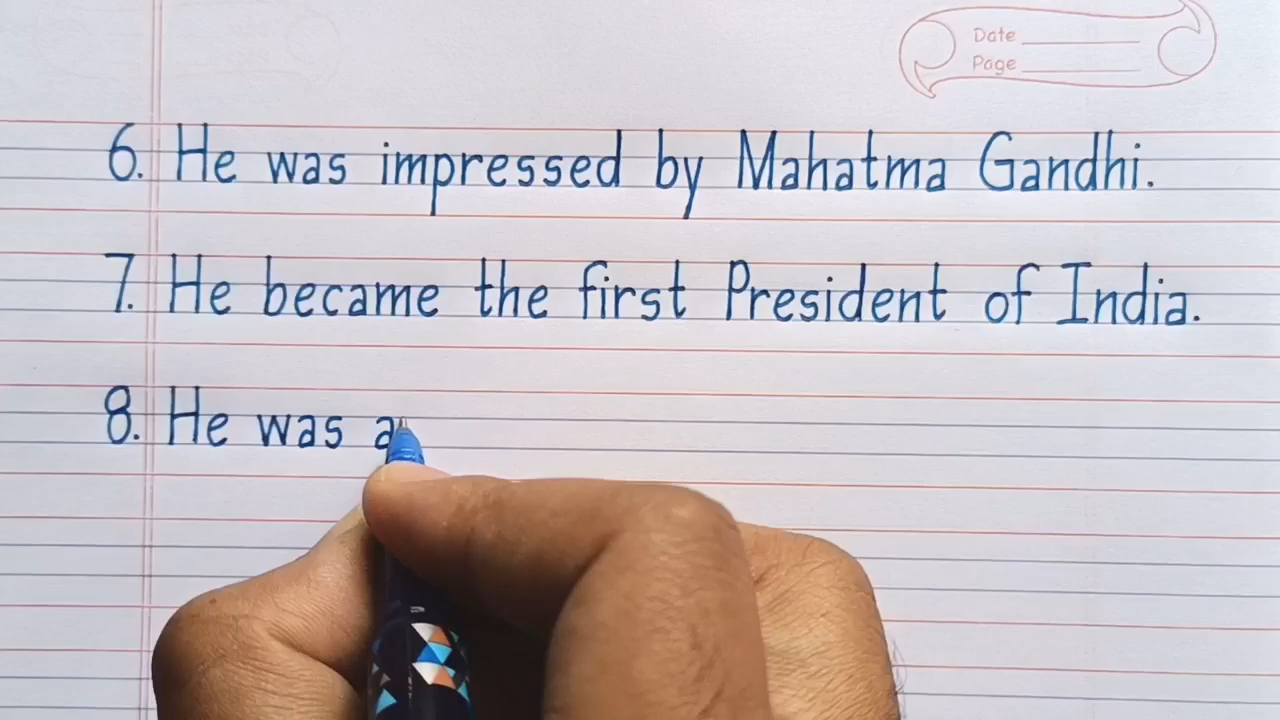 Date
Page
6. He was impressed by Mahatma Gandhi.
7. He became the first President of India.
8. He was a